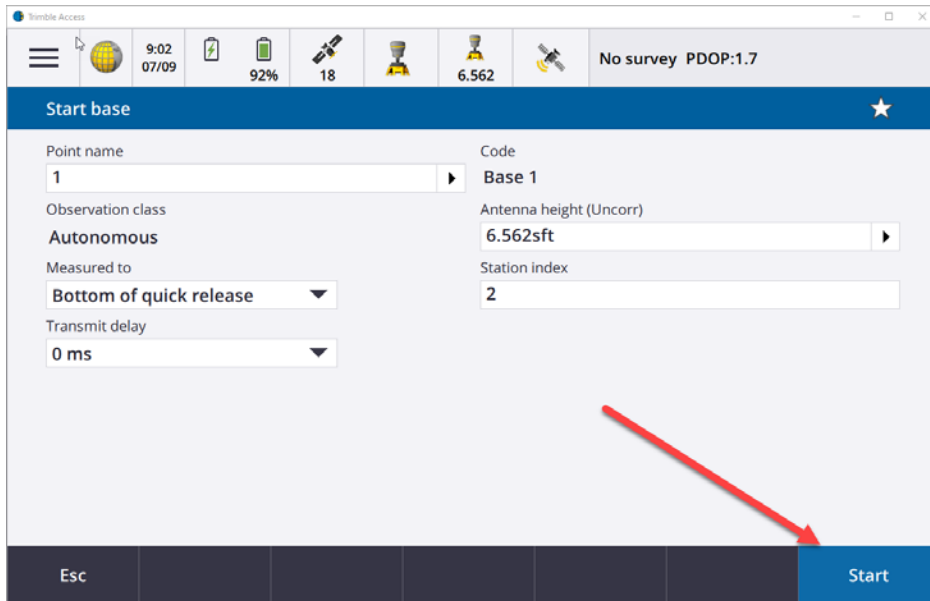 Trimble Access
9:02
07/09
92%
18
6.562
No survey PDOP:1.7
Start base
Point name
1
Code
Base 1
Observation class
Autonomous
Antenna height (Uncorr)
6.562sft
Measured to
Bottom of quick release
Station index
2
Transmit delay
0 ms
Esc
Start